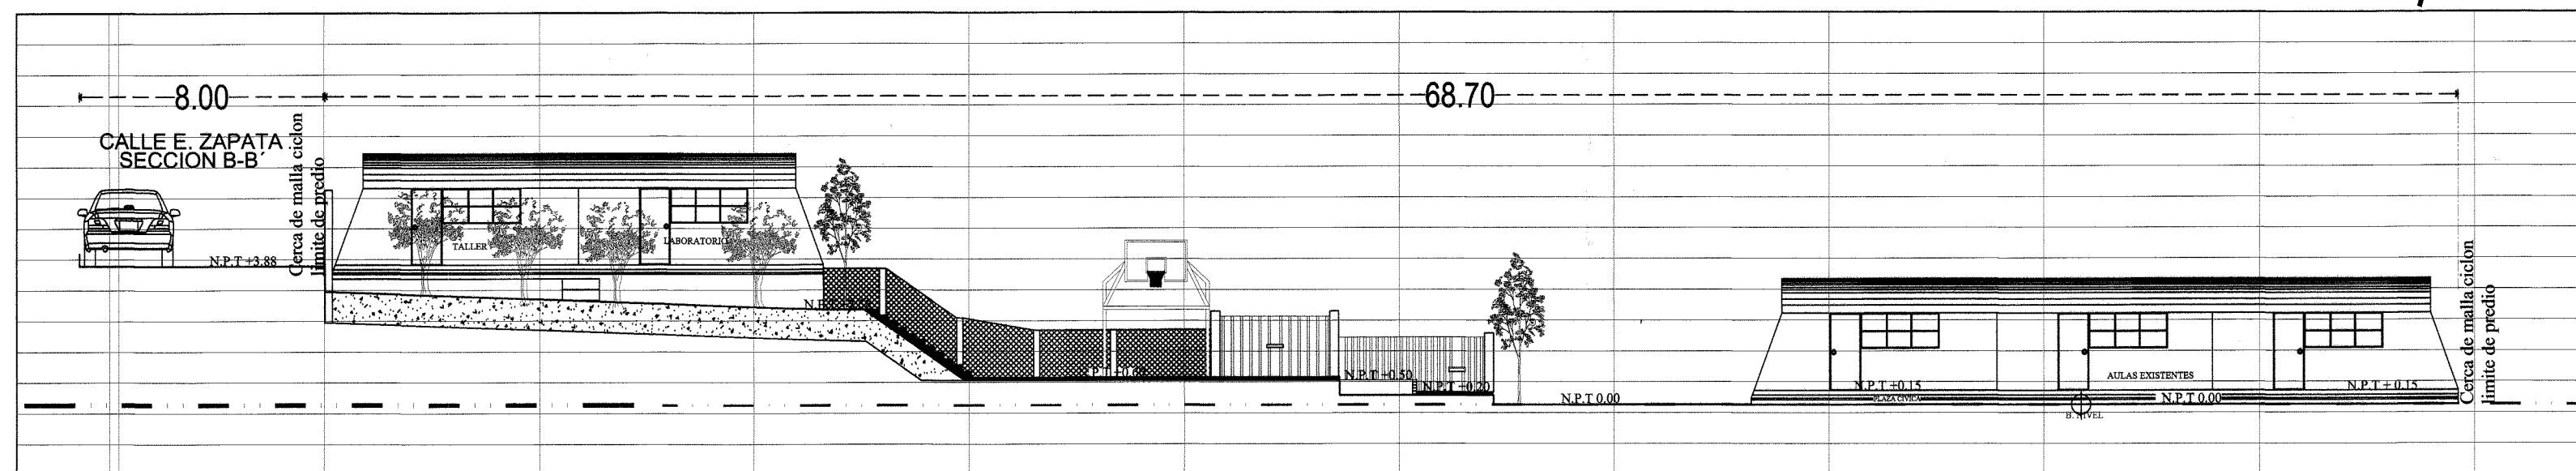 8.00
68.70
CALLE E. ZAPATA
SECCION B-B´
Cerca de malla ciclon
limite de predio
N.P.T +3.88
TALLER
LABORATORIO
N.P.T +0.50
N.P.T +0.20
N.P.T 0.00
N.P.T +0.15
PLAZA CIVICA
AULAS EXISTENTES
N.P.T 0.00
B. NIVEL
N.P.T + 0.15
Cerca de malla ciclon
limite de predio